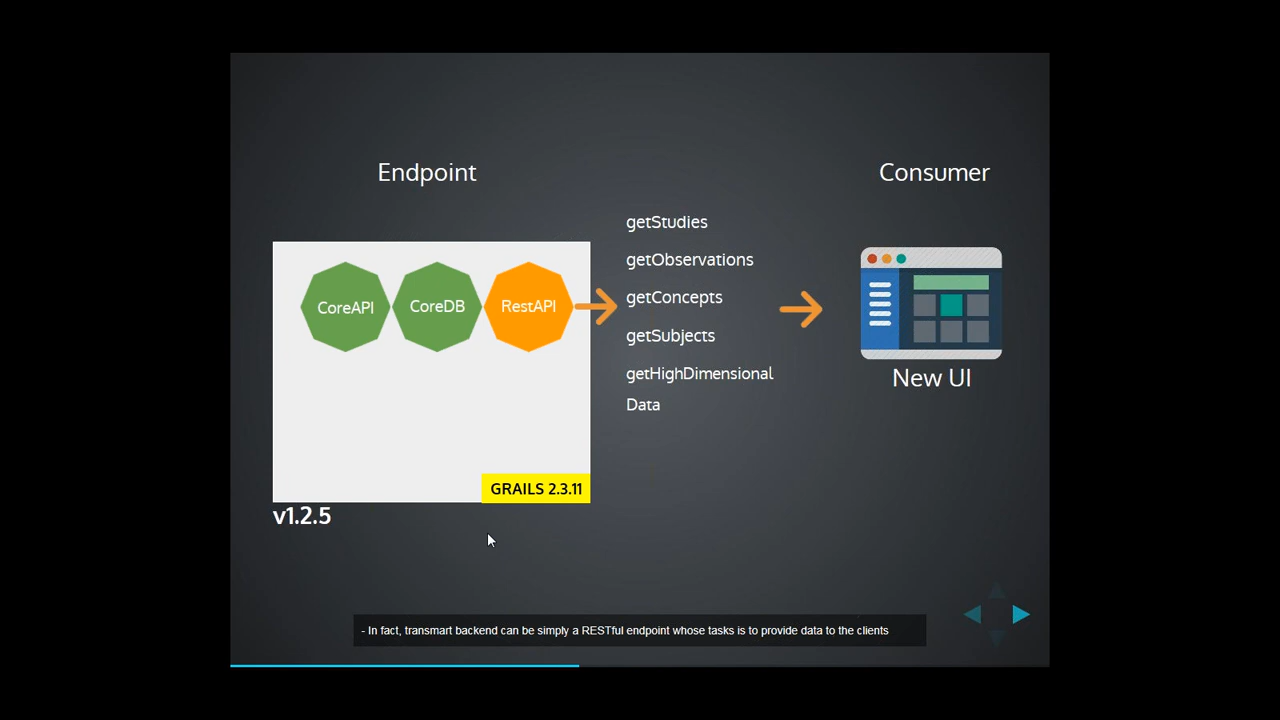 Endpoint
Consumer
getStudies
getObservations
CoreAPI
CoreDB
RestAPI
getConcepts
getSubjects
getHighDimensional
Data
New UI
GRAILS 2.3.11
v1.2.5
- In fact, transmart backend can be simply a RESTful endpoint whose tasks is to provide data to the clients